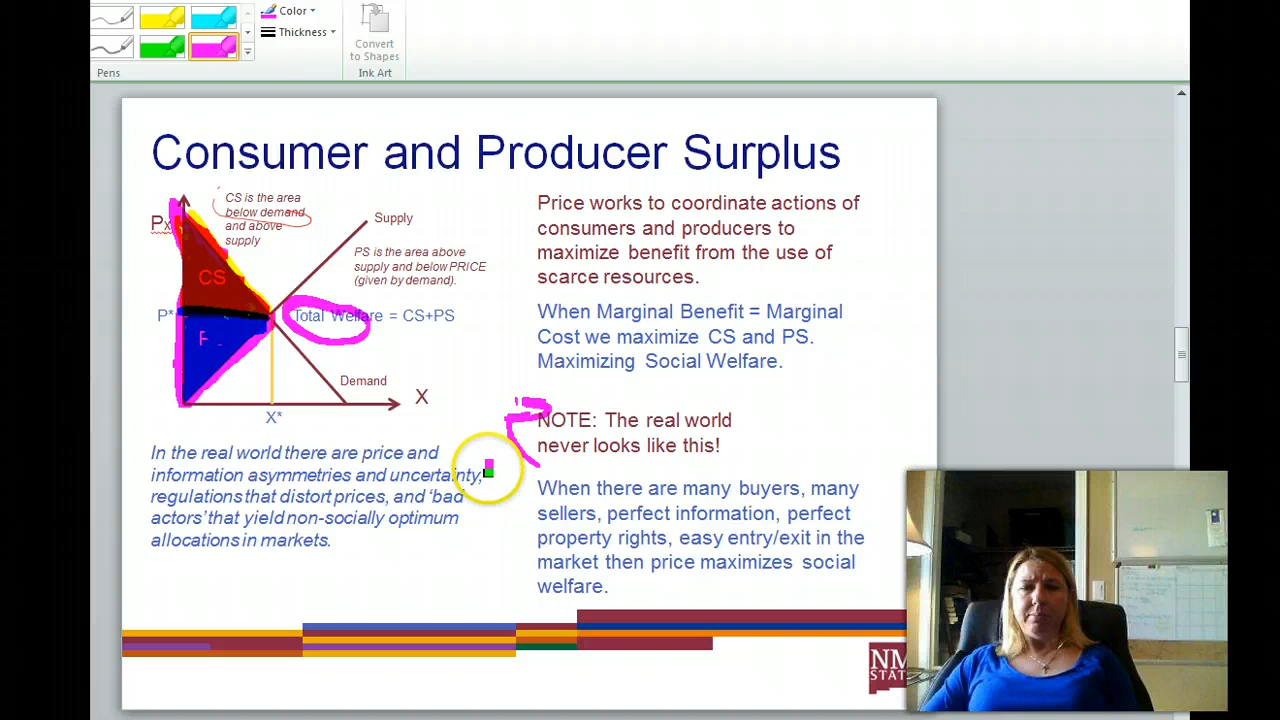 Color
Thickness
Convert
to Shapes
Pens
Ink Art
Consumer and Producer Surplus
CS is the area
below demand
and above
supply
Px
Supply
PS is the area above
supply and below PRICE
(given by demand).
CS
P*
Total Welfare = CS+PS
Demand
X
X*
In the real world there are price and
information asymmetries and uncertainty,
regulations that distort prices, and ‘bad
actors’ that yield non-socially optimum
allocations in markets.
Price works to coordinate actions of
consumers and producers to
maximize benefit from the use of
scarce resources.
When Marginal Benefit = Marginal
Cost we maximize CS and PS.
Maximizing Social Welfare.
NOTE: The real world
never looks like this!
When there are many buyers, many
sellers, perfect information, perfect
property rights, easy entry/exit in the
market then price maximizes social
welfare.
NM
STAT